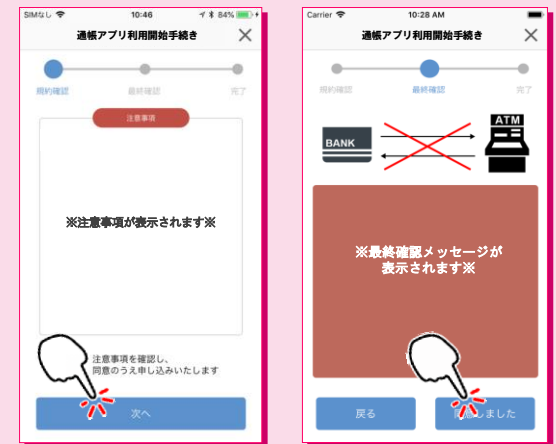 SIMなし 10:46 84%
通帳アプリ利用開始手続き
規約確認 最終確認 完了
注意事項
※注意事項が表示されます※
注意事項を確認し、
同意のうえ申し込みいたします
次へ
Carrier 10:28 AM
通帳アプリ利用開始手続き
規約確認 最終確認 完了
BANK
ATM
※最終確認メッセージが
表示されます※
戻る
しました